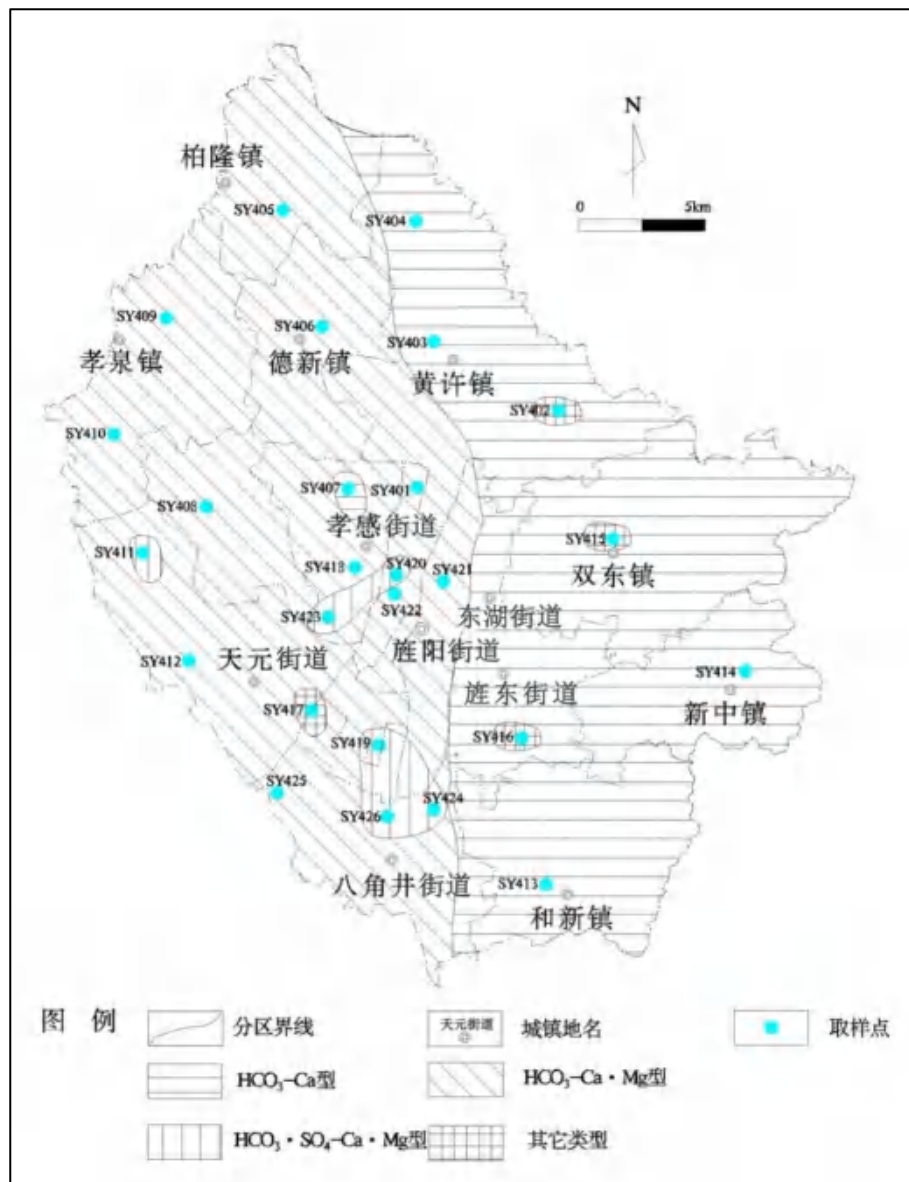 N
柏隆镇
0 5km
SY405
SY404
SY409
SY406
SY403
孝泉镇
德新镇
黄许镇
SY402
SY410
SY407
SY401
SY408
孝感街道
SY415
SY411
SY418
SY420
SY421
双东镇
SY422
东湖街道
SY423
旌阳街道
SY412
天元街道
旌东街道
SY414
新中镇
SY417
SY419
SY416
SY425
SY424
SY426
八角井街道
SY413
和新镇
图 例
分区界线
天元街道
城镇地名
取样点
HCO₃-Ca型
HCO₃-Ca·Mg型
HCO₃·SO₄-Ca·Mg型
其它类型